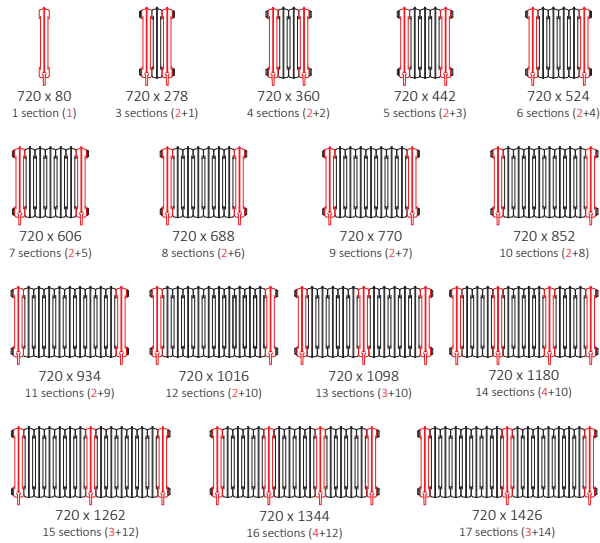 720 x 80
1 section (1)
720 x 278
3 sections (2+1)
720 x 360
4 sections (2+2)
720 x 442
5 sections (2+3)
720 x 524
6 sections (2+4)
720 x 606
7 sections (2+5)
720 x 688
8 sections (2+6)
720 x 770
9 sections (2+7)
720 x 852
10 sections (2+8)
720 x 934
11 sections (2+9)
720 x 1016
12 sections (2+10)
720 x 1098
13 sections (3+10)
720 x 1180
14 sections (4+10)
720 x 1262
15 sections (3+12)
720 x 1344
16 sections (4+12)
720 x 1426
17 sections (3+14)